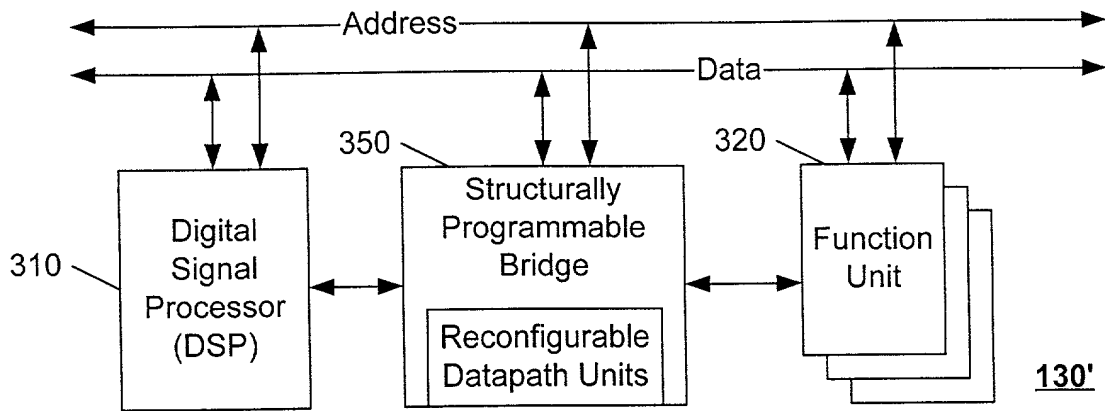 Address
Data
350
320
310
Digital
Signal
Processor
(DSP)
Structurally
Programmable
Bridge
Reconfigurable
Datapath Units
Function
Unit
130'